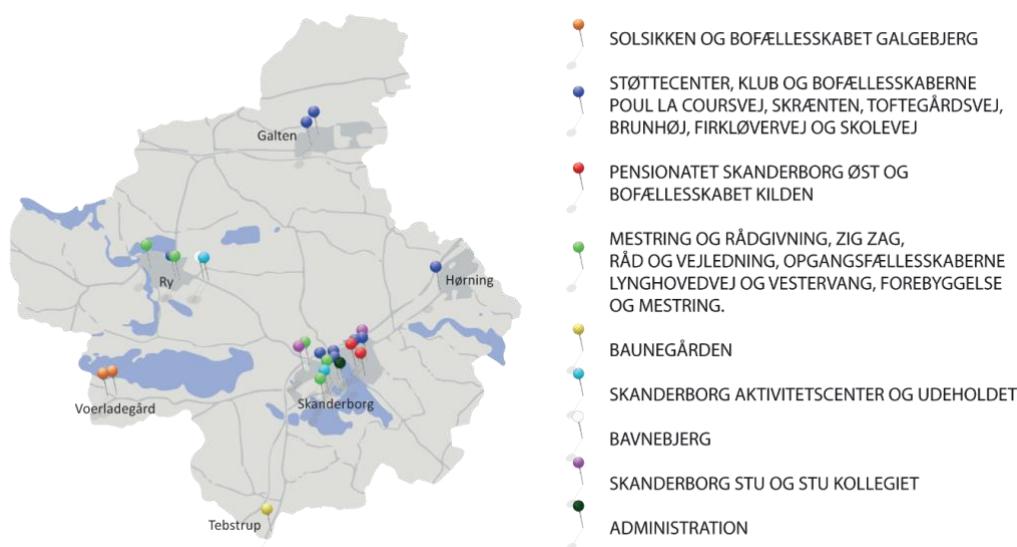 Galten
Ry
Hørning
Voerladegård
Skanderborg
Tebstrup
SOLSIKKEN OG BOFÆLLESSKABET GALGEBJERG
STØTTECENTER, KLUB OG BOFÆLLESSKABERNE
POUL LA COURSVEJ, SKRÆNTEN, TOFTEGÅRDSVEJ,
BRUNHØJ, FIRKLØVERVEJ OG SKOLEVEJ
PENSIONATET SKANDERBORG ØST OG
BOFÆLLESSKABET KILDEN
MESTRING OG RÅDGIVNING, ZIG ZAG,
RÅD OG VEJLEDNING, OPGANGSFÆLLESSKABERNE
LYNGHOVEDVEJ OG VESTERVANG, FOREBYGGELSE
OG MESTRING.
BAUNEGÅRDEN
SKANDERBORG AKTIVITETSCENTER OG UDEHOLDET
BAVNEBJERG
SKANDERBORG STU OG STU KOLLEGIET
ADMINISTRATION